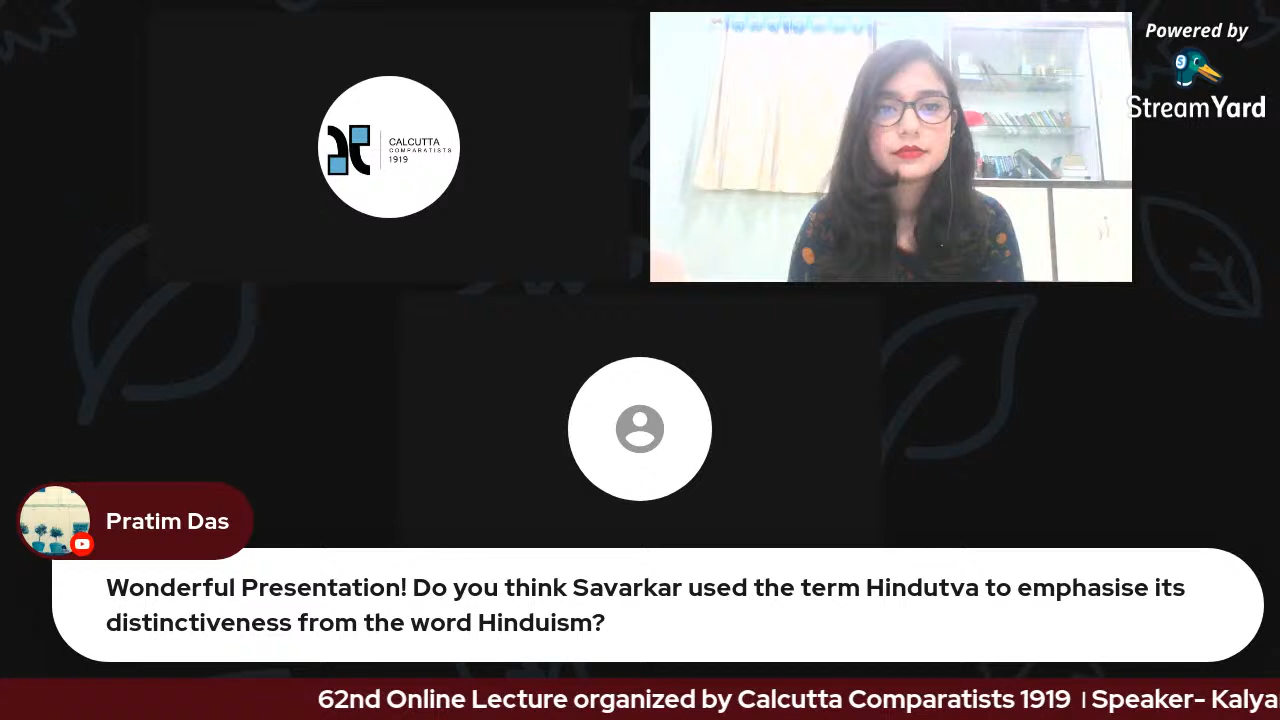 Powered by
StreamYard
CALCUTTA
COMPARATISTS
1919
Pratim Das
Wonderful Presentation! Do you think Savarkar used the term Hindutva to emphasise its
distinctiveness from the word Hinduism?
62nd Online Lecture organized by Calcutta Comparatists 1919 | Speaker- Kalya